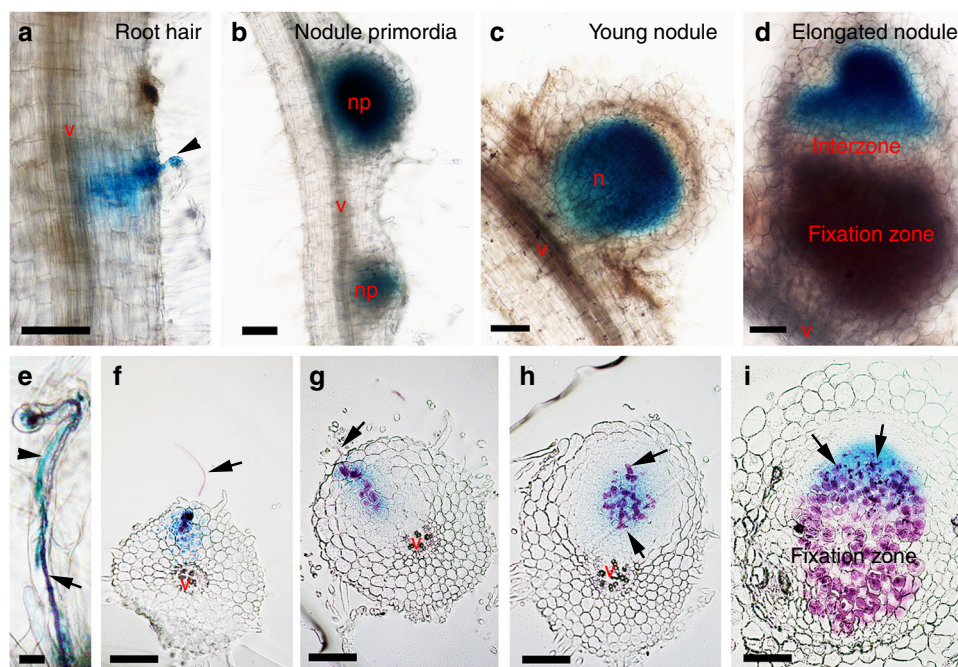 a Root hair
v
b Nodule primordia
np
v
np
c Young nodule
n
v
d Elongated nodule
Interzone
Fixation zone
v
e
f
v
g
v
h
v
i
Fixation zone